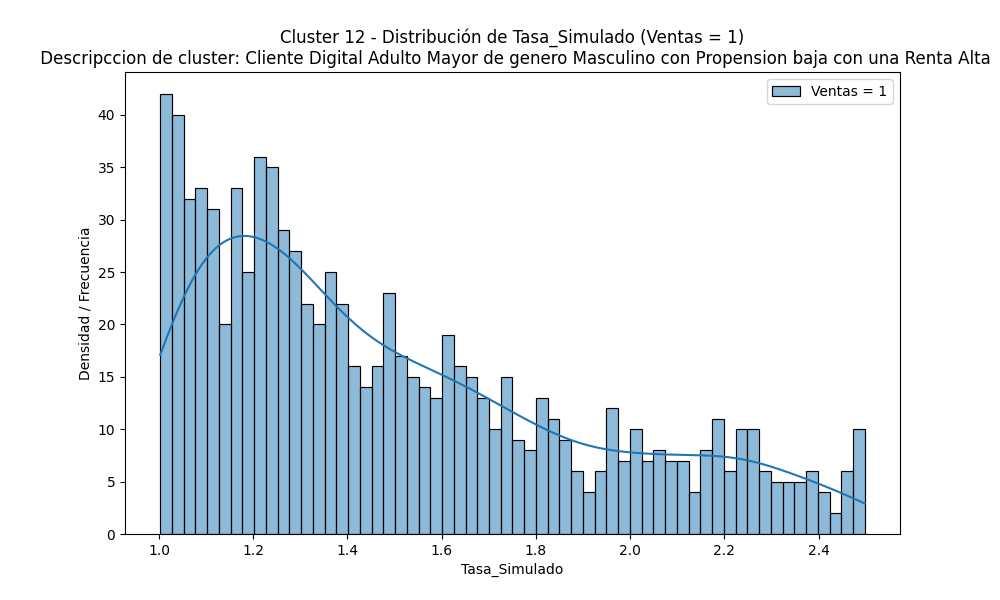 Cluster 12 - Distribución de Tasa_Simulado (Ventas = 1)
Descripccion de cluster: Cliente Digital Adulto Mayor de genero Masculino con Propension baja con una Renta Alta
Ventas = 1
Densidad / Frecuencia
40
35
30
25
20
15
10
5
0
1.0 1.2 1.4 1.6 1.8 2.0 2.2 2.4
Tasa_Simulado